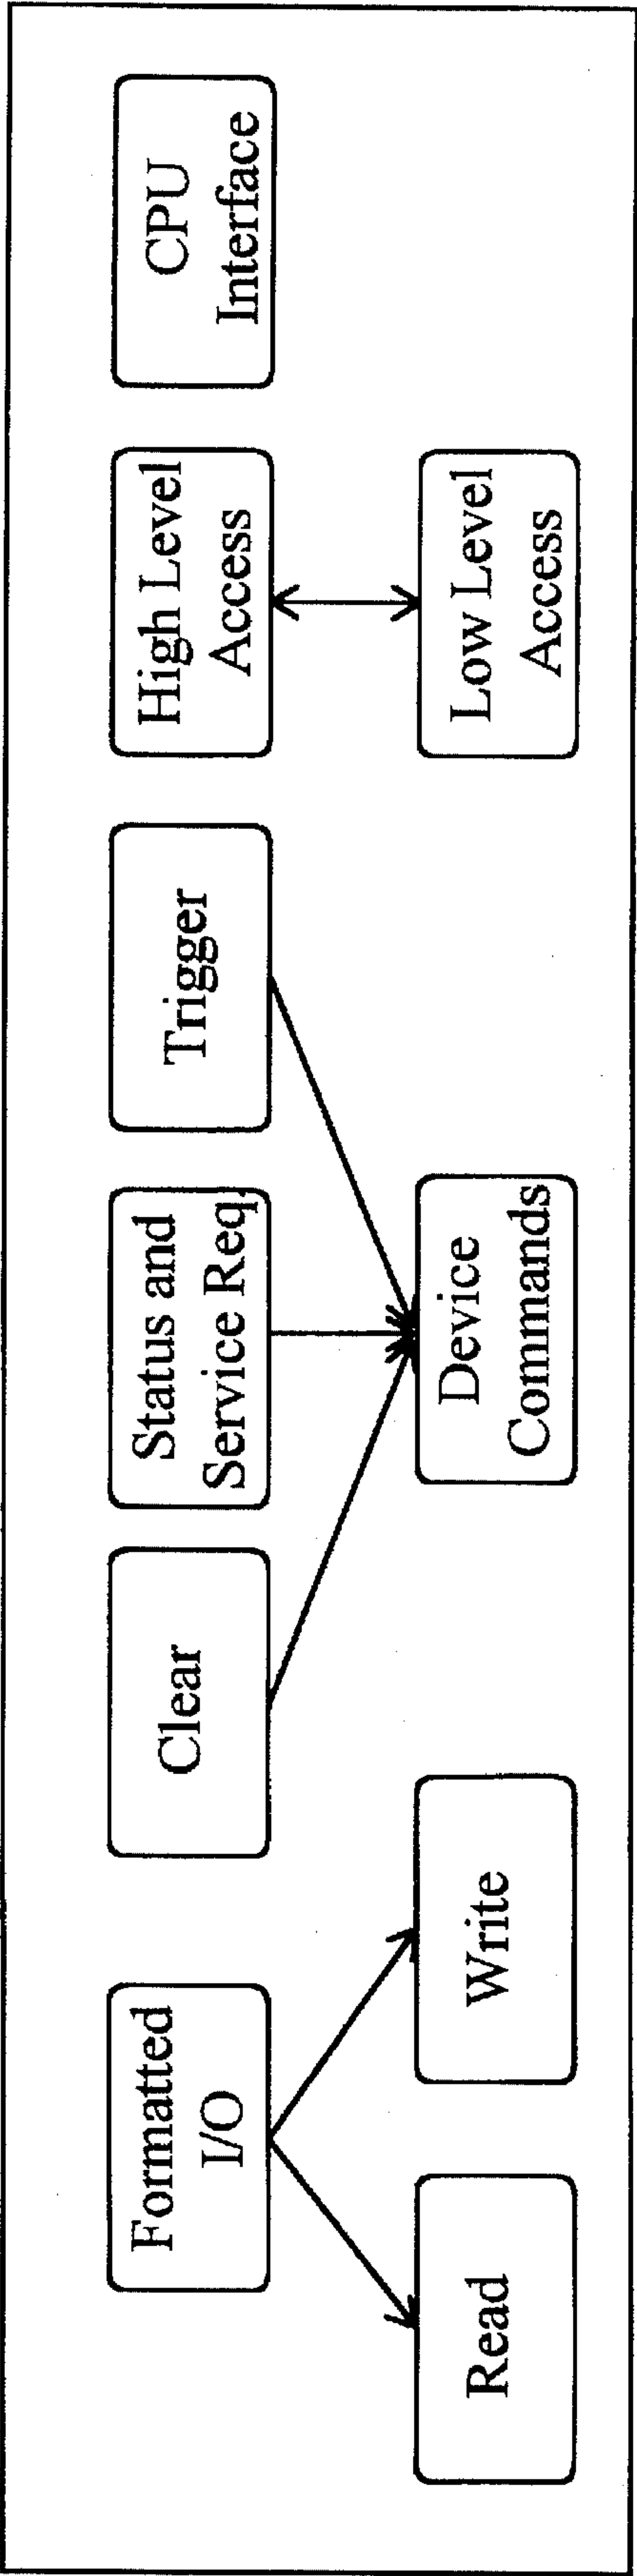 Formatted
I/O
Clear
Status and
Service Req.
Trigger
High Level
Access
CPU
Interface
Read
Write
Device
Commands
Low Level
Access